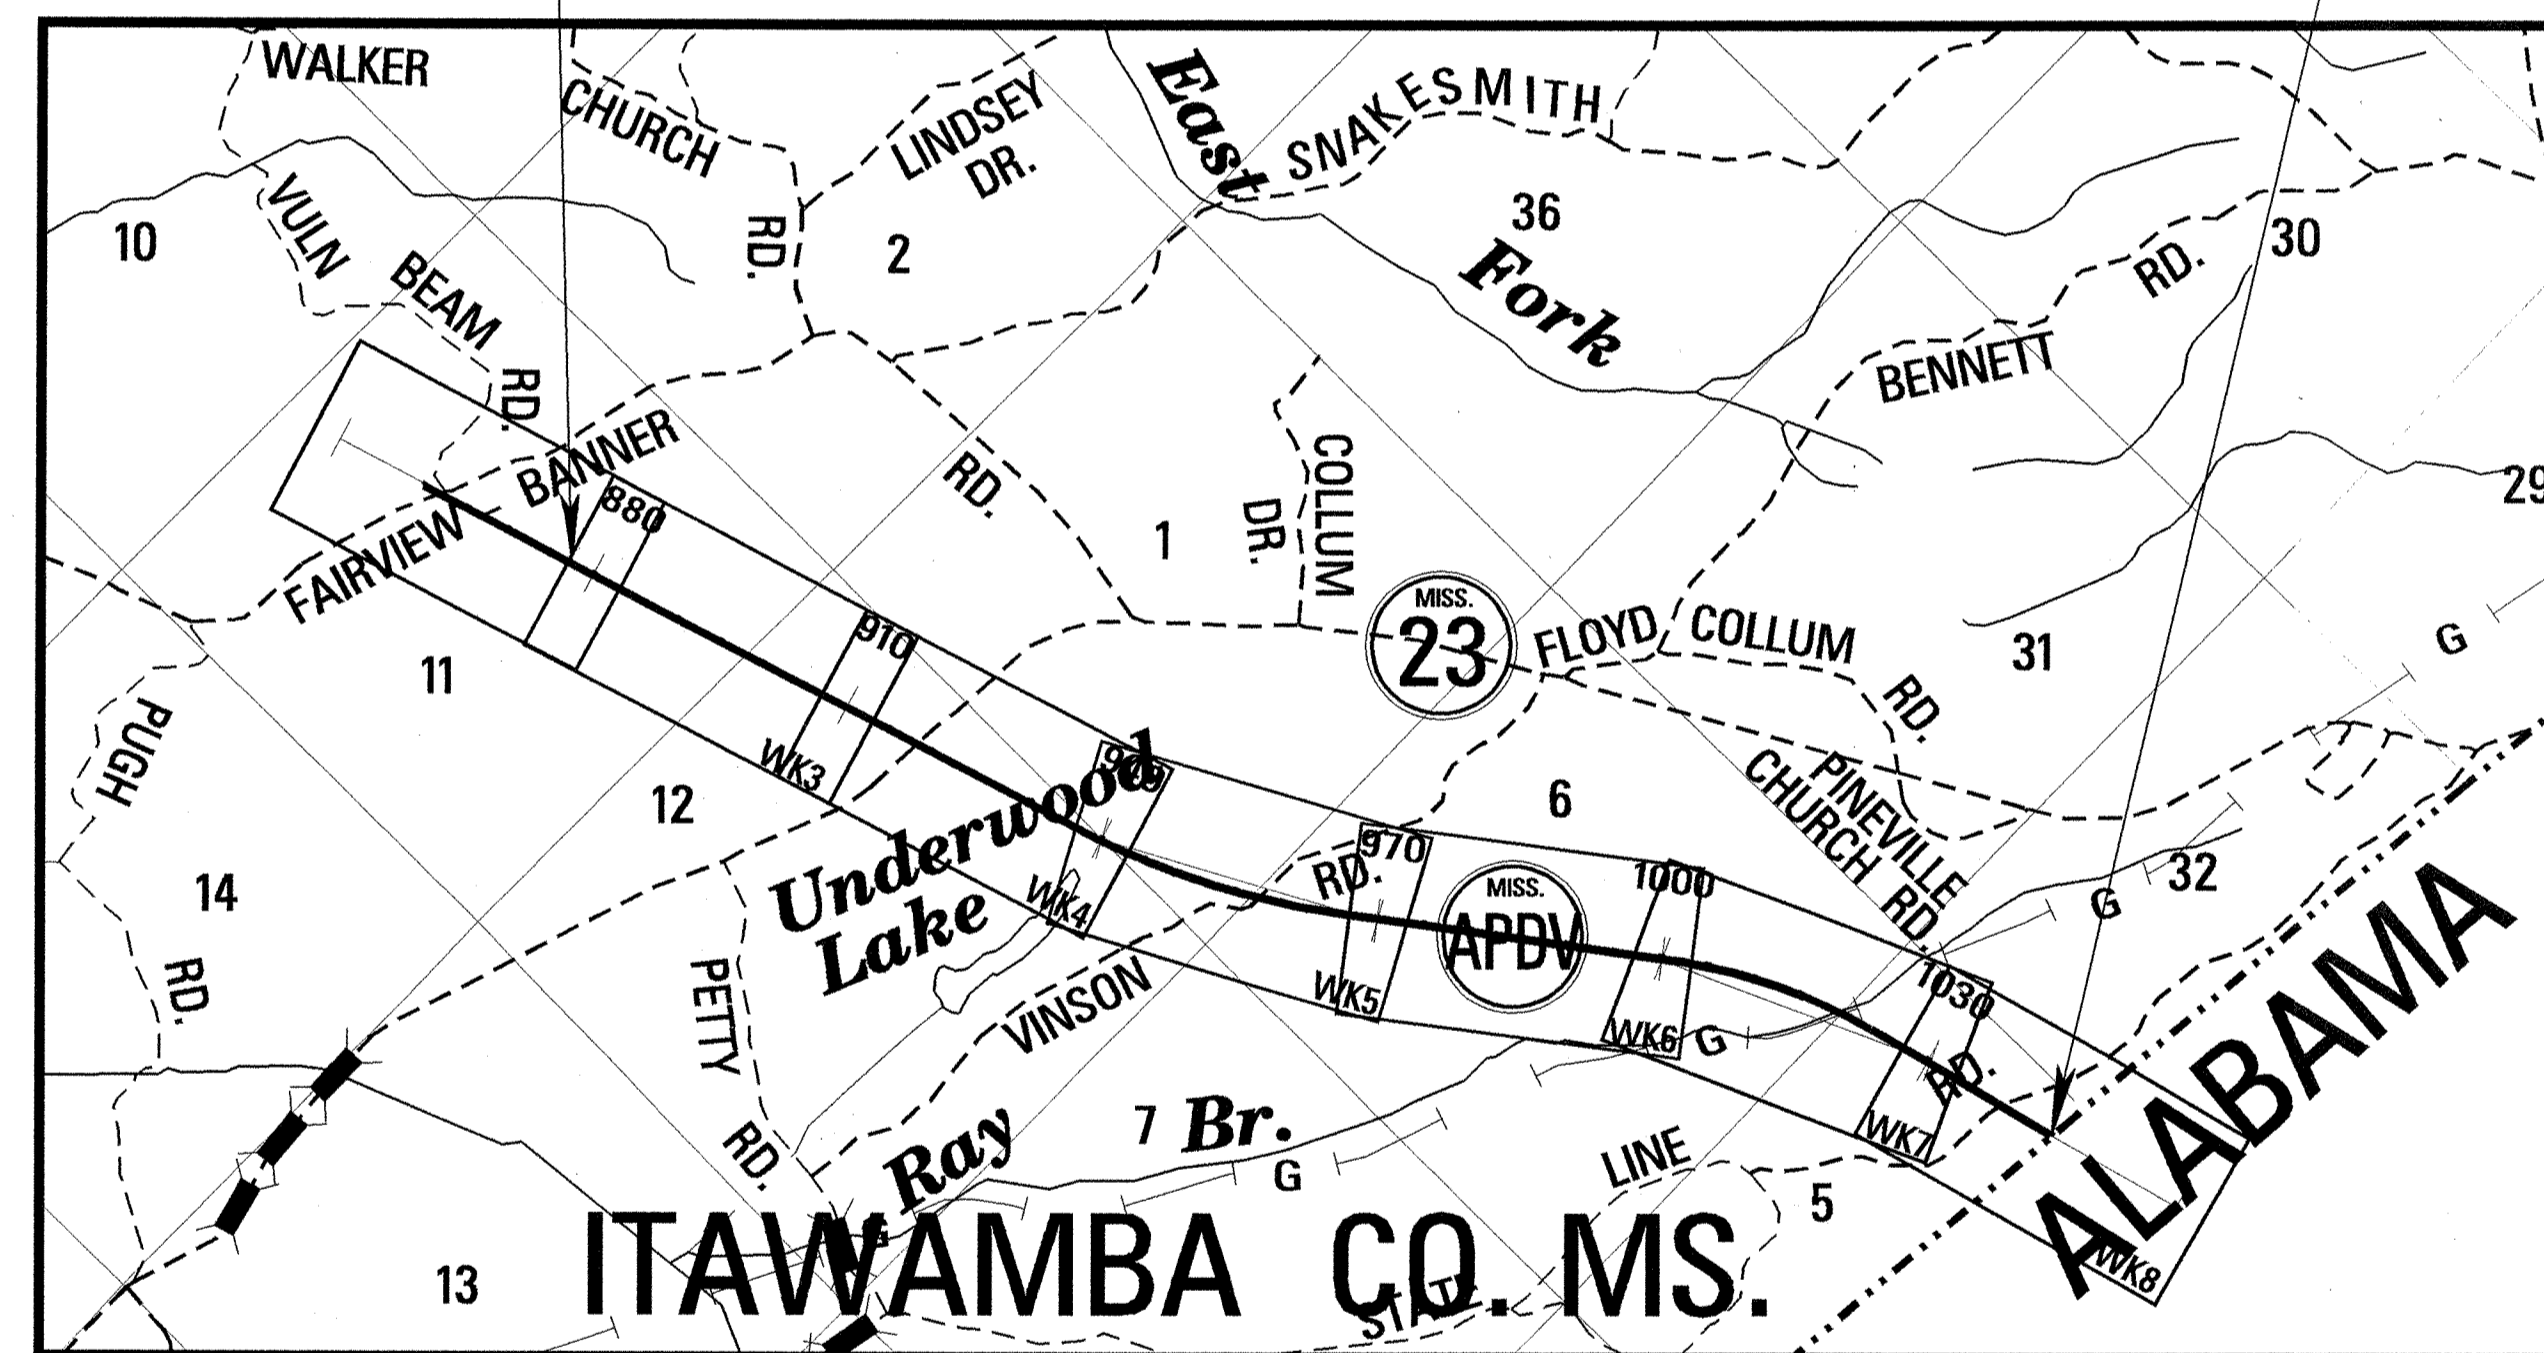 WALKER
CHURCH
RD.
LINDSEY
DR.
East
Fork
SNAKESMITH
36
30
10
VULN
BEAM
RD.
2
RD.
BENNETT
29
BANNER
FAIRVIEW
RD.
1
COLLUM
DR.
880
910
MISS.
23
FLOYD COLLUM
RD.
31
G
11
PUGH
RD.
WK3
12
Underwood
Lake
6
PINEVILLE
CHURCH RD.
14
WK4
RD.
970
MISS.
APDV
1000
G
32
ALABAMA
PETTY
RD.
VINSON
WK5
WK6
G
1030
RD.
WK7
7
Ray Br.
G
LINE
5
G
ITAWAMBA CO. MS.
STATE
13
WK8